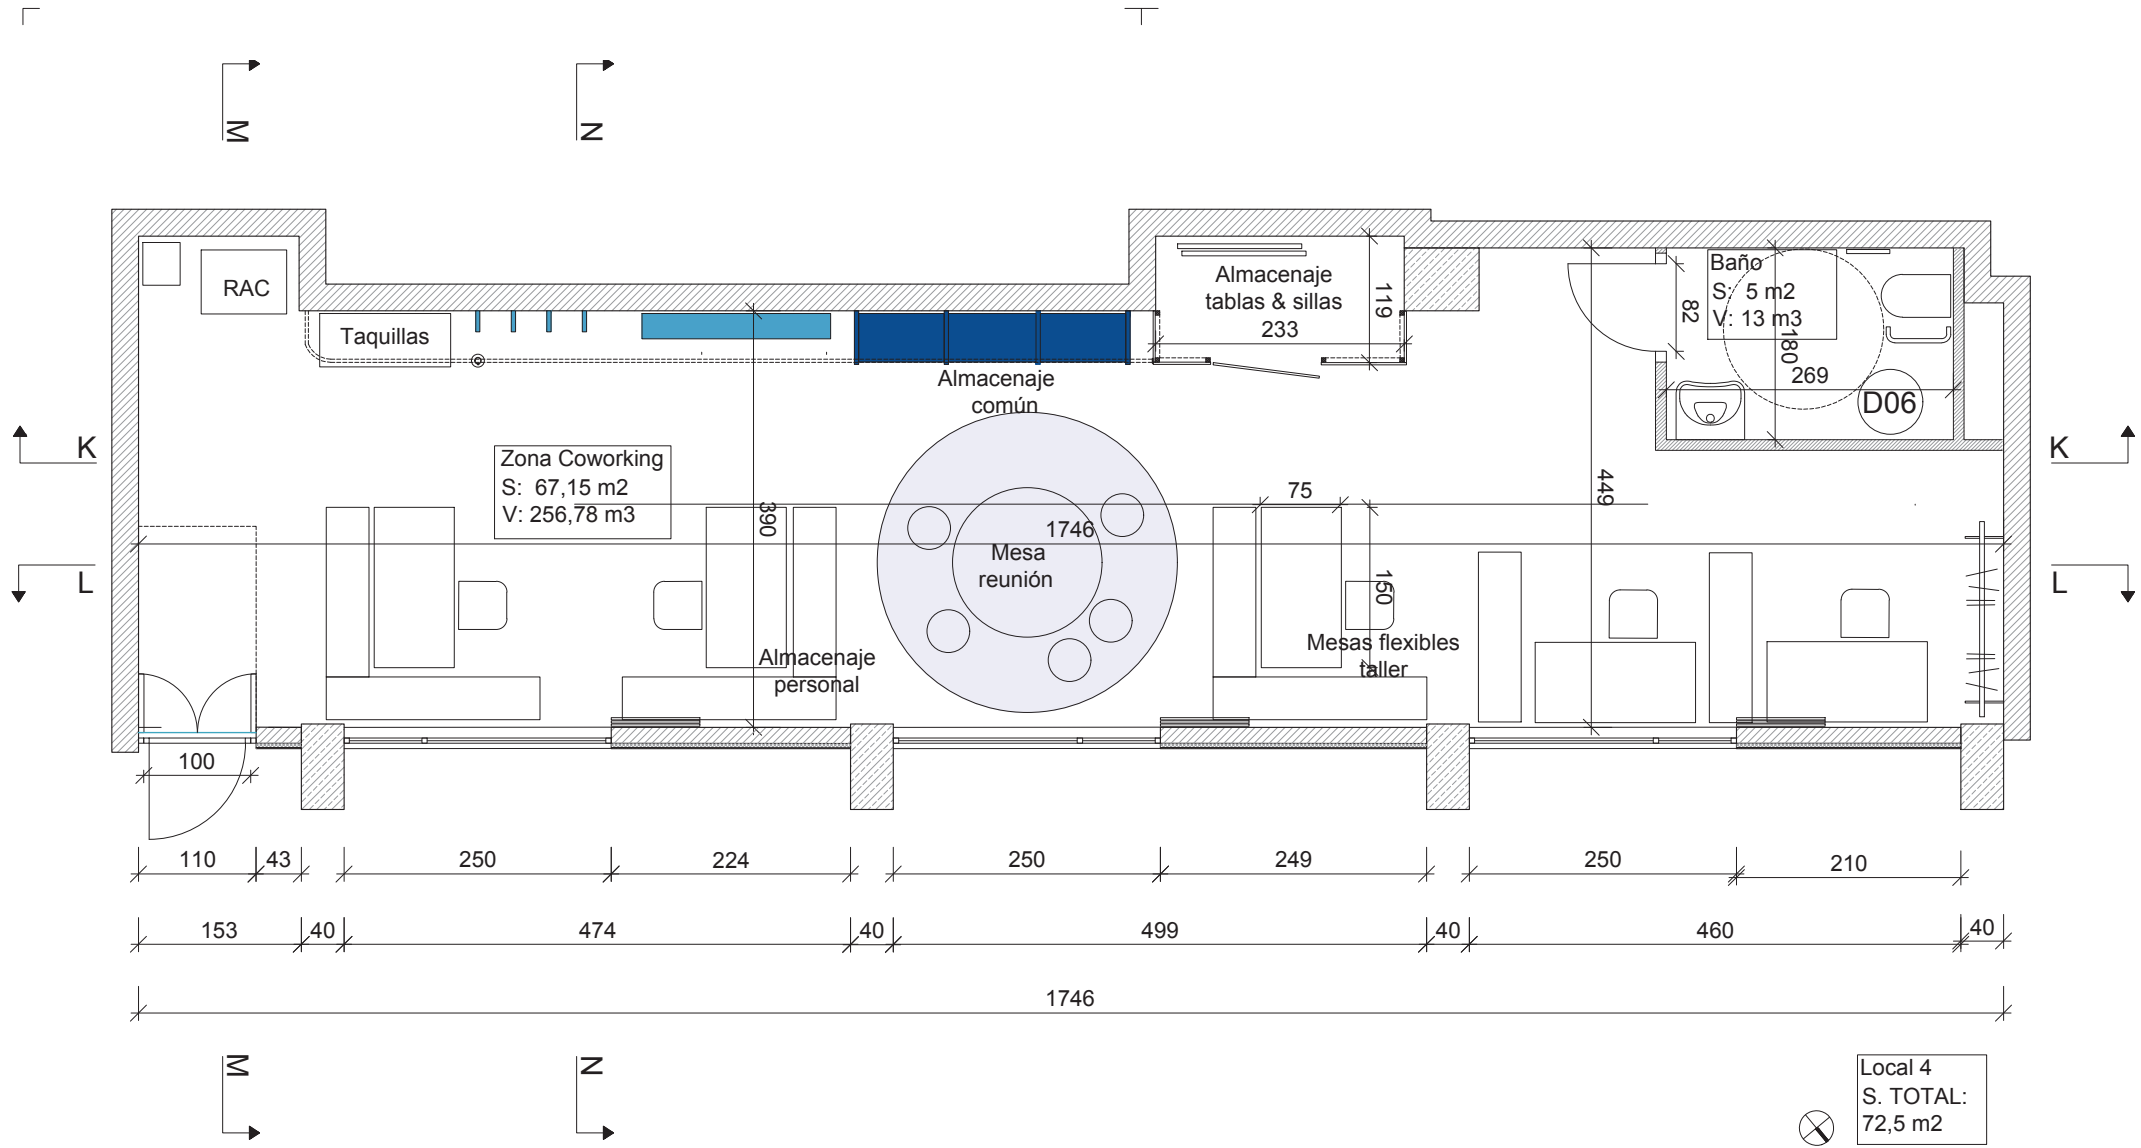 M
N
RAC
Taquillas
Almacenaje
tablas & sillas
233
119
Almacenaje
común
82
Baño
S: 5 m2
V: 13 m3
180
269
D06
K
K
Zona Coworking
S: 67,15 m2
V: 256,78 m3
390
75
449
1746
Mesa
reunión
150
L
L
Almacenaje
personal
Mesas flexibles
taller
100
110
43
250
224
250
249
250
210
153
40
474
40
499
40
460
40
1746
M
N
Local 4
S. TOTAL:
72,5 m2